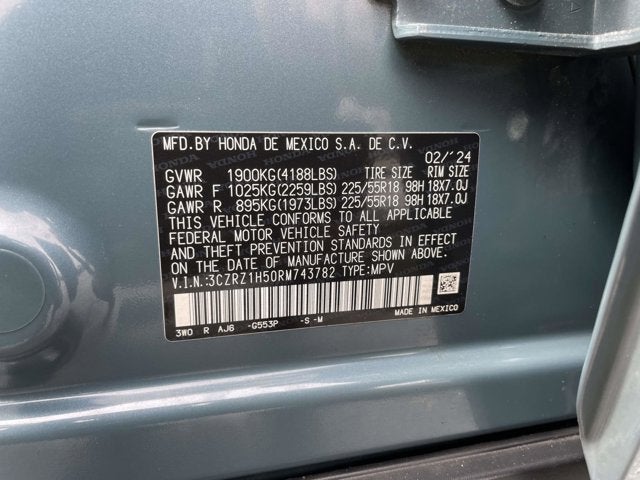 MFD.BY HONDA DE MEXICO S.A. DE C.V.
02/'24
GVWR 1900KG(4188LBS) TIRE SIZE RIM SIZE
GAWR F 1025KG(2259LBS) 225/55R18 98H 18X7.0J
GAWR R 895KG(1973LBS) 225/55R18 98H 18X7.0J
THIS VEHICLE CONFORMS TO ALL APPLICABLE
FEDERAL MOTOR VEHICLE SAFETY
AND THEFT PREVENTION STANDARDS IN EFFECT
ON THE DATE OF MANUFACTURE SHOWN ABOVE.
V.I.N.:3CZRZ1H50RM743782 TYPE:MPV
3W0 R AJ6 -G553P -S-M
MADE IN MEXICO